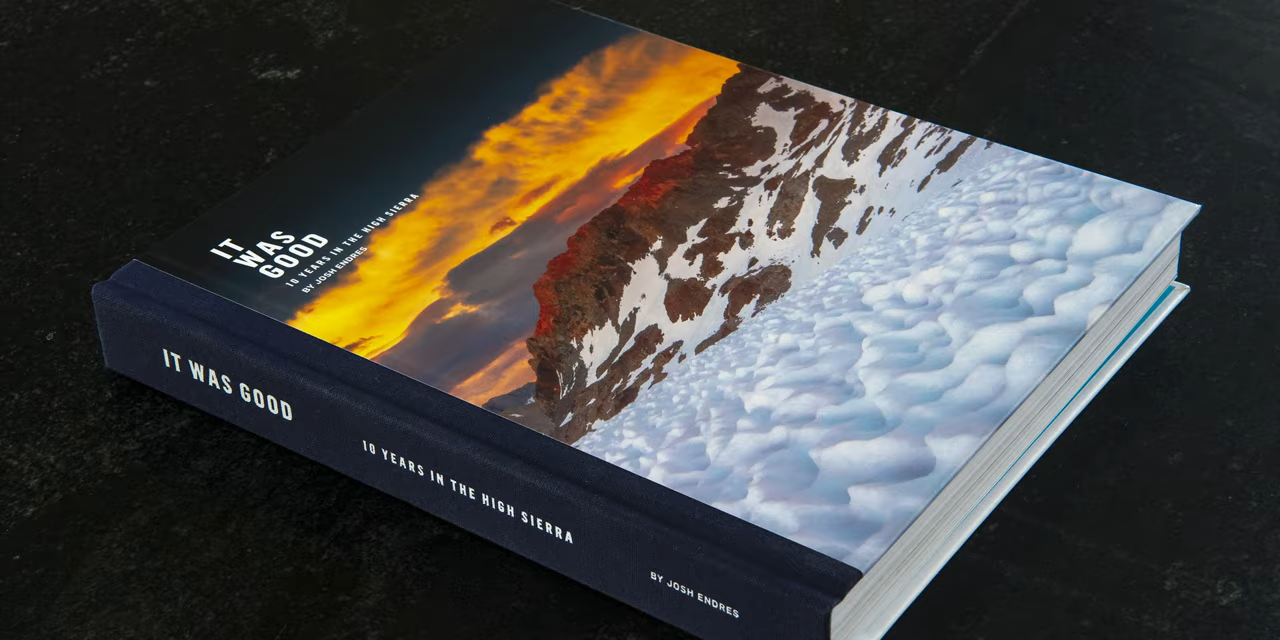 IT
WAS
GOOD
10 YEARS IN THE HIGH SIERRA
BY JOSH ENDRES
IT WAS GOOD
10 YEARS IN THE HIGH SIERRA
BY JOSH ENDRES